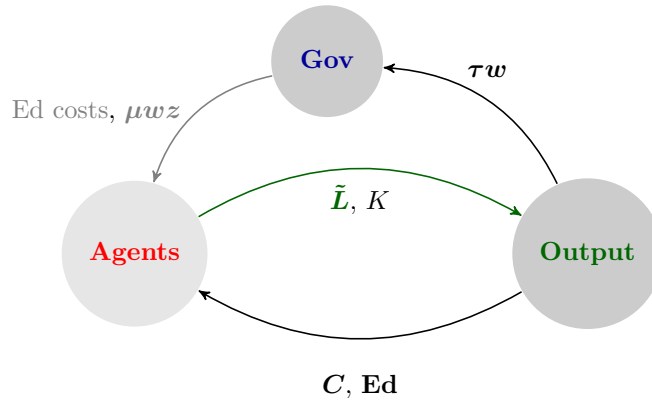 Gov
τw
Ed costs, μwz
L̃, K
Agents
Output
C, Ed